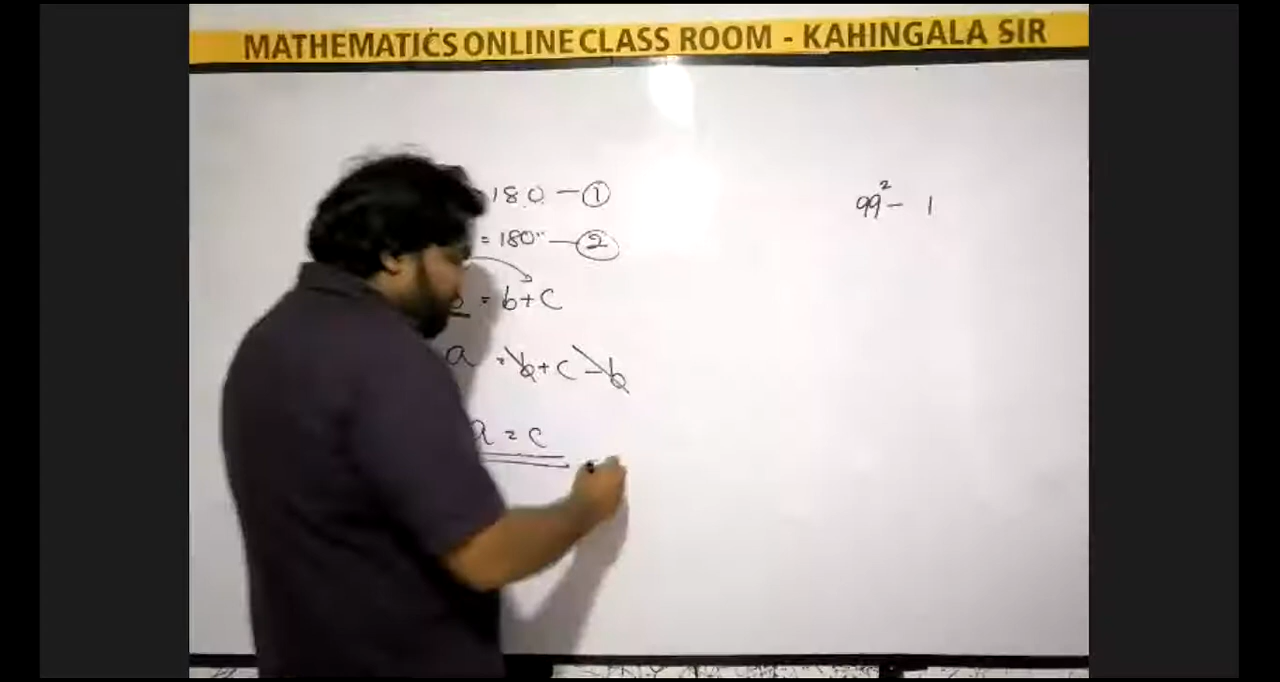 MATHEMATICS ONLINE CLASS ROOM - KAHINGALA SIR
180 - ①
= 180° - ②
= b + c
a = b + c - b
a = c
99² - 1